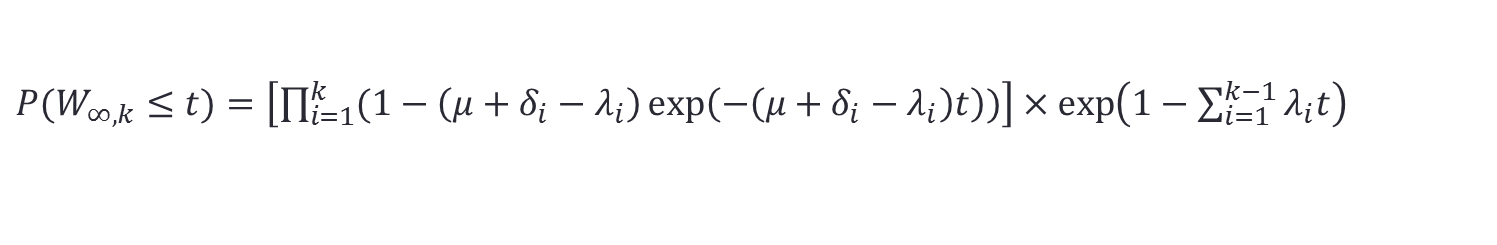 P(W_{∞,k} ≤ t) = [∏_{i=1}^{k}(1 − (μ + δ_i − λ_i) exp(−(μ + δ_i − λ_i)t))] × exp(1 − ∑_{i=1}^{k−1} λ_i t)